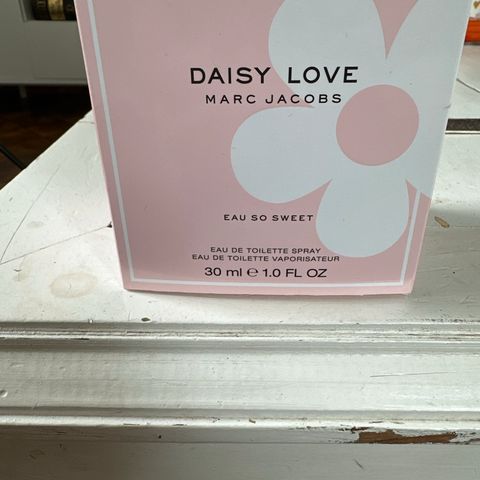 DAISY LOVE
MARC JACOBS
EAU SO SWEET
EAU DE TOILETTE SPRAY
EAU DE TOILETTE VAPORISATEUR
30 ml ℮ 1.0 FL OZ